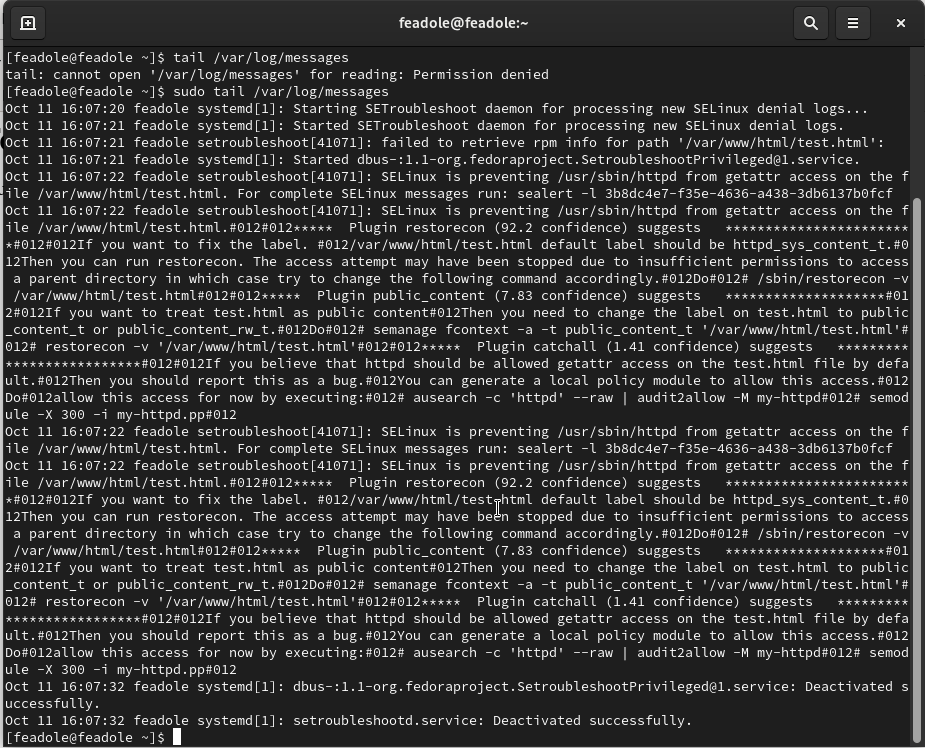 feadole@feadole:~
[feadole@feadole ~]$ tail /var/log/messages
tail: cannot open '/var/log/messages' for reading: Permission denied
[feadole@feadole ~]$ sudo tail /var/log/messages
Oct 11 16:07:20 feadole systemd[1]: Starting SETroubleshoot daemon for processing new SELinux denial logs...
Oct 11 16:07:21 feadole systemd[1]: Started SETroubleshoot daemon for processing new SELinux denial logs.
Oct 11 16:07:21 feadole setroubleshoot[41071]: failed to retrieve rpm info for path '/var/www/html/test.html':
Oct 11 16:07:21 feadole systemd[1]: Started dbus-:1.1-org.fedoraproject.SetroubleshootPrivileged@1.service.
Oct 11 16:07:22 feadole setroubleshoot[41071]: SELinux is preventing /usr/sbin/httpd from getattr access on the f
ile /var/www/html/test.html. For complete SELinux messages run: sealert -l 3b8dc4e7-f35e-4636-a438-3db6137b0fcf
Oct 11 16:07:22 feadole setroubleshoot[41071]: SELinux is preventing /usr/sbin/httpd from getattr access on the f
ile /var/www/html/test.html.#012#012*****  Plugin restorecon (92.2 confidence) suggests   ************************
*#012#012If you want to fix the label. #012/var/www/html/test.html default label should be httpd_sys_content_t.#0
12Then you can run restorecon. The access attempt may have been stopped due to insufficient permissions to access
 a parent directory in which case try to change the following command accordingly.#012Do#012# /sbin/restorecon -v
 /var/www/html/test.html#012#012*****  Plugin public_content (7.83 confidence) suggests   ********************#01
2#012If you want to treat test.html as public content#012Then you need to change the label on test.html to public
_content_t or public_content_rw_t.#012Do#012# semanage fcontext -a -t public_content_t '/var/www/html/test.html'#
012# restorecon -v '/var/www/html/test.html'#012#012*****  Plugin catchall (1.41 confidence) suggests   *********
*****************#012#012If you believe that httpd should be allowed getattr access on the test.html file by defa
ult.#012Then you should report this as a bug.#012You can generate a local policy module to allow this access.#012
Do#012allow this access for now by executing:#012# ausearch -c 'httpd' --raw | audit2allow -M my-httpd#012# semod
ule -X 300 -i my-httpd.pp#012
Oct 11 16:07:22 feadole setroubleshoot[41071]: SELinux is preventing /usr/sbin/httpd from getattr access on the f
ile /var/www/html/test.html. For complete SELinux messages run: sealert -l 3b8dc4e7-f35e-4636-a438-3db6137b0fcf
Oct 11 16:07:22 feadole setroubleshoot[41071]: SELinux is preventing /usr/sbin/httpd from getattr access on the f
ile /var/www/html/test.html.#012#012*****  Plugin restorecon (92.2 confidence) suggests   ************************
*#012#012If you want to fix the label. #012/var/www/html/test.html default label should be httpd_sys_content_t.#0
12Then you can run restorecon. The access attempt may have been stopped due to insufficient permissions to access
 a parent directory in which case try to change the following command accordingly.#012Do#012# /sbin/restorecon -v
 /var/www/html/test.html#012#012*****  Plugin public_content (7.83 confidence) suggests   ********************#01
2#012If you want to treat test.html as public content#012Then you need to change the label on test.html to public
_content_t or public_content_rw_t.#012Do#012# semanage fcontext -a -t public_content_t '/var/www/html/test.html'#
012# restorecon -v '/var/www/html/test.html'#012#012*****  Plugin catchall (1.41 confidence) suggests   *********
*****************#012#012If you believe that httpd should be allowed getattr access on the test.html file by defa
ult.#012Then you should report this as a bug.#012You can generate a local policy module to allow this access.#012
Do#012allow this access for now by executing:#012# ausearch -c 'httpd' --raw | audit2allow -M my-httpd#012# semod
ule -X 300 -i my-httpd.pp#012
Oct 11 16:07:32 feadole systemd[1]: dbus-:1.1-org.fedoraproject.SetroubleshootPrivileged@1.service: Deactivated s
uccessfully.
Oct 11 16:07:32 feadole systemd[1]: setroubleshootd.service: Deactivated successfully.
[feadole@feadole ~]$